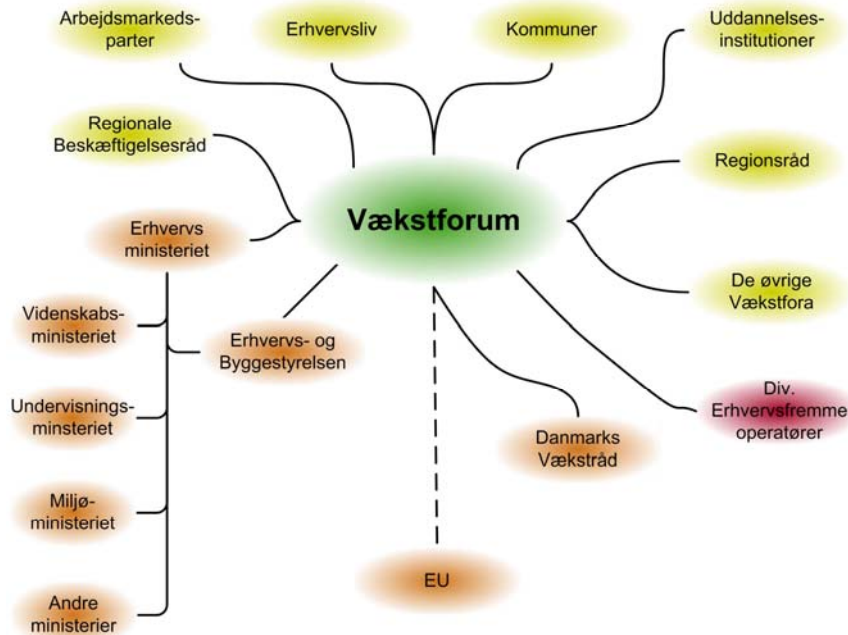 Arbejdsmarkeds-
parter
Erhvervsliv
Kommuner
Uddannelses-
institutioner
Regionale
Beskæftigelsesråd
Regionsråd
Vækstforum
Erhvervs
ministeriet
De øvrige
Vækstfora
Videnskabs-
ministeriet
Erhvervs- og
Byggestyrelsen
Undervisnings-
minsteriet
Div.
Erhvervsfremme
operatører
Danmarks
Vækstråd
Miljø-
ministeriet
EU
Andre
ministerier